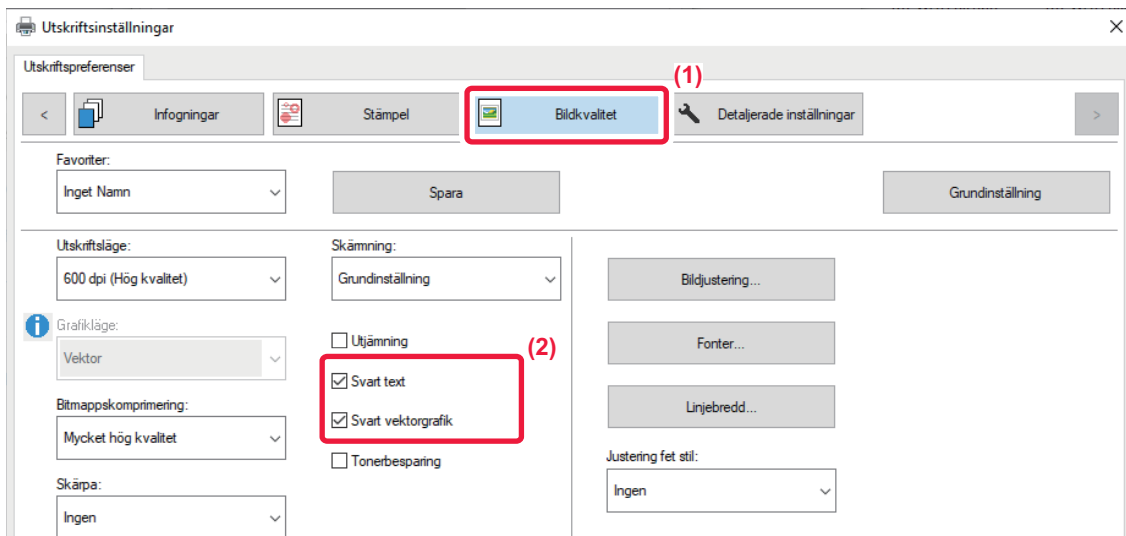 Utskriftsinställningar
Utskriftspreferenser
(1)
< Infogningar Stämpel Bildkvalitet Detaljerade inställningar >
Favoriter:
Inget Namn Spara Grundinställning
Utskriftsläge: Skärmning:
600 dpi (Hög kvalitet) Grundinställning Bildjustering...
Grafikläge:
Utjämning (2) Fonter...
Vektor
Svart text
Bitmappskomprimering: Svart vektorgrafik Linjebredd...
Mycket hög kvalitet
Tonerbesparing Justering fet stil:
Skärpa:
Ingen Ingen